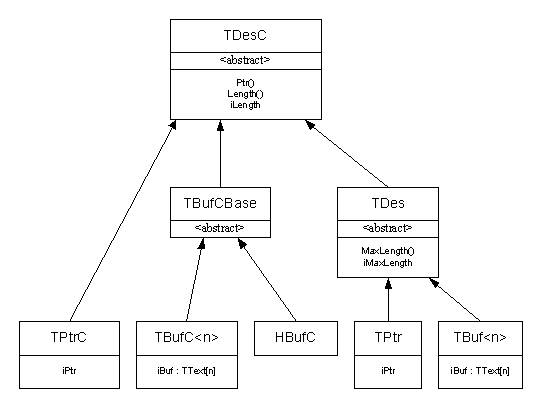 TDesC
<abstract>
Ptr()
Length()
iLength
TBufCBase
<abstract>
TDes
<abstract>
MaxLength()
iMaxLength
TPtrC
iPtr
TBufC<n>
iBuf : TText[n]
HBufC
TPtr
iPtr
TBuf<n>
iBuf : TText[n]